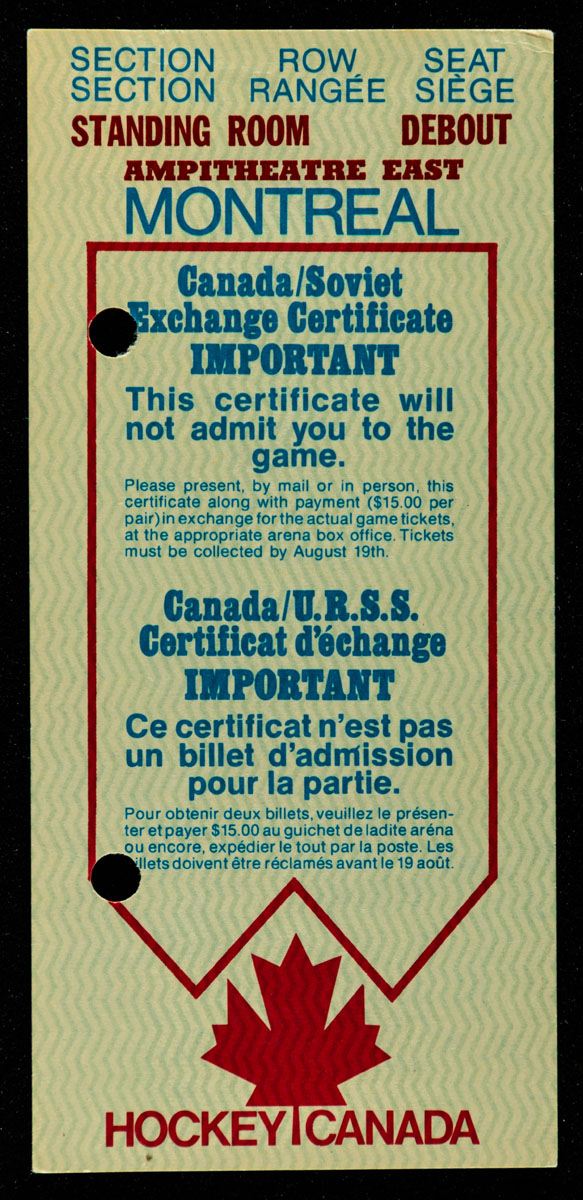 SECTION ROW SEAT
SECTION RANGÉE SIÈGE
STANDING ROOM DEBOUT
AMPITHEATRE EAST
MONTREAL
Canada/Soviet
Exchange Certificate
IMPORTANT
This certificate will
not admit you to the
game.
Please present, by mail or in person, this
certificate along with payment ($15.00 per
pair) in exchange for the actual game tickets,
at the appropriate arena box office. Tickets
must be collected by August 19th.
Canada/U.R.S.S.
Certificat d'échange
IMPORTANT
Ce certificat n'est pas
un billet d'admission
pour la partie.
Pour obtenir deux billets, veuillez le présen-
ter et payer $15.00 au guichet de ladite aréna
ou encore, expédier le tout par la poste. Les
billets doivent être réclamés avant le 19 août.
HOCKEY CANADA